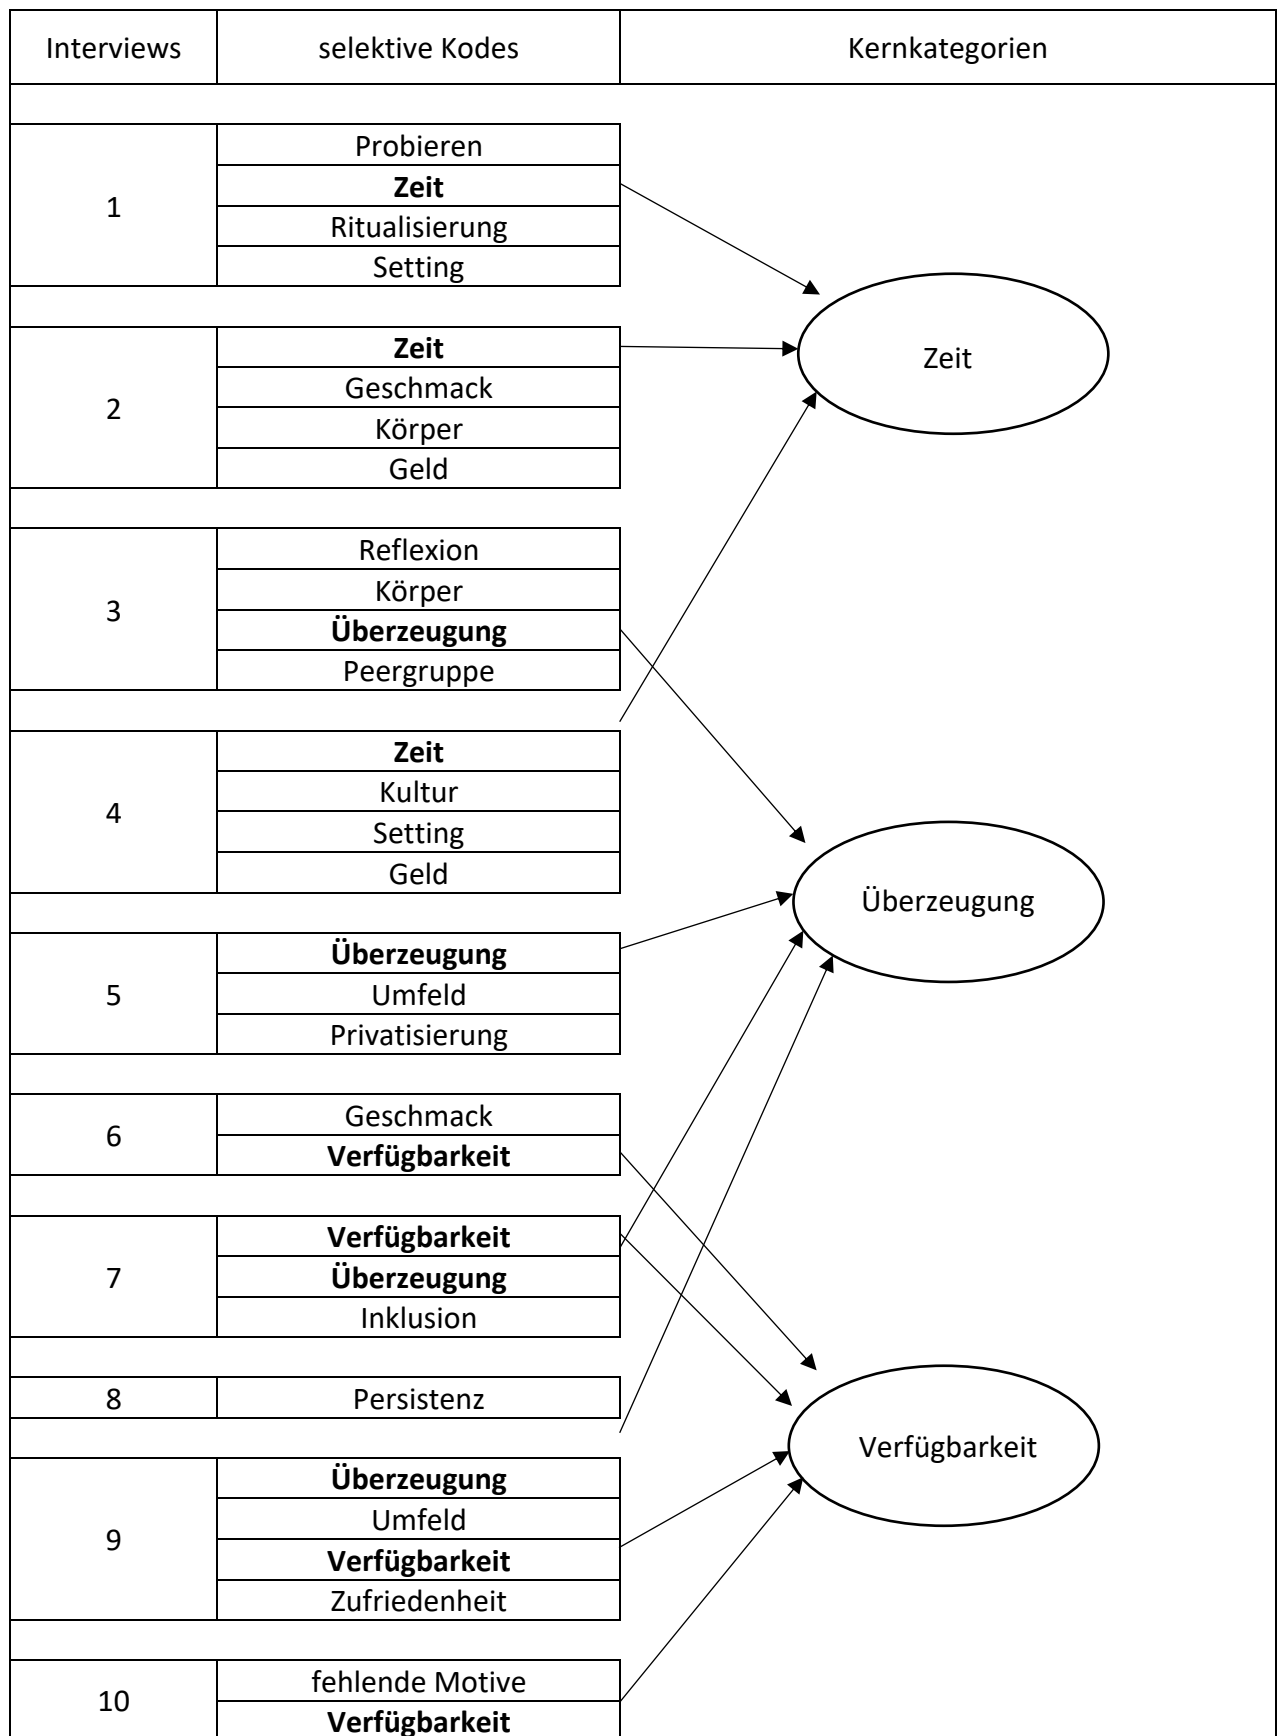 Interviews selektive Kodes Kernkategorien
1
Probieren
Zeit
Ritualisierung
Setting
2
Zeit
Geschmack
Körper
Geld
3
Reflexion
Körper
Überzeugung
Peergruppe
4
Zeit
Kultur
Setting
Geld
5
Überzeugung
Umfeld
Privatisierung
6
Geschmack
Verfügbarkeit
7
Verfügbarkeit
Überzeugung
Inklusion
8 Persistenz
9
Überzeugung
Umfeld
Verfügbarkeit
Zufriedenheit
10
fehlende Motive
Verfügbarkeit
Zeit
Überzeugung
Verfügbarkeit